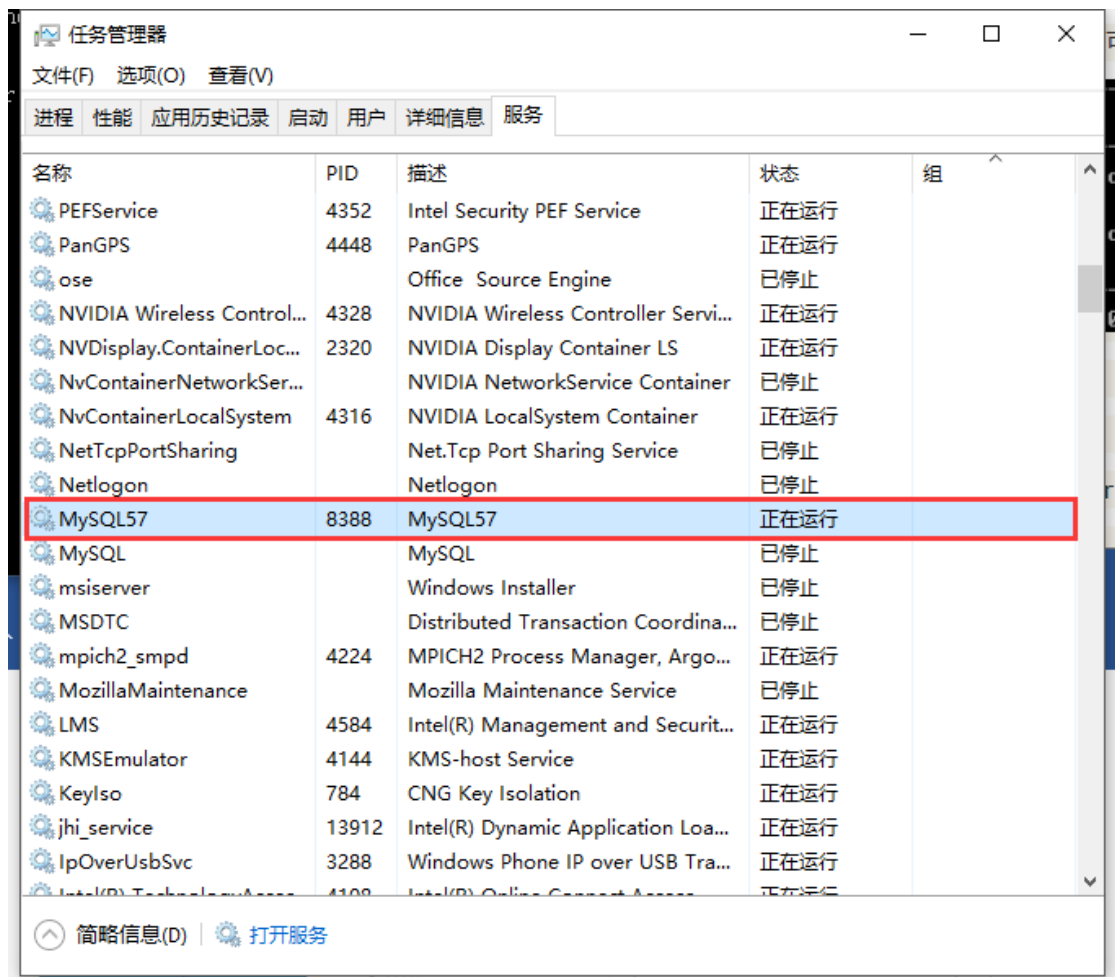 任务管理器
文件(F) 选项(O) 查看(V)
进程 性能 应用历史记录 启动 用户 详细信息 服务
名称 PID 描述 状态 组
PEFService 4352 Intel Security PEF Service 正在运行
PanGPS 4448 PanGPS 正在运行
ose Office Source Engine 已停止
NVIDIA Wireless Control... 4328 NVIDIA Wireless Controller Servi... 正在运行
NVDisplay.ContainerLoc... 2320 NVIDIA Display Container LS 正在运行
NvContainerNetworkSer... NVIDIA NetworkService Container 已停止
NvContainerLocalSystem 4316 NVIDIA LocalSystem Container 正在运行
NetTcpPortSharing Net.Tcp Port Sharing Service 已停止
Netlogon Netlogon 已停止
MySQL57 8388 MySQL57 正在运行
MySQL MySQL 已停止
msiserver Windows Installer 已停止
MSDTC Distributed Transaction Coordina... 已停止
mpich2_smpd 4224 MPICH2 Process Manager, Argo... 正在运行
MozillaMaintenance Mozilla Maintenance Service 已停止
LMS 4584 Intel(R) Management and Securit... 正在运行
KMSEmulator 4144 KMS-host Service 正在运行
KeyIso 784 CNG Key Isolation 正在运行
jhi_service 13912 Intel(R) Dynamic Application Loa... 正在运行
IpOverUsbSvc 3288 Windows Phone IP over USB Tra... 正在运行
简略信息(D) 打开服务